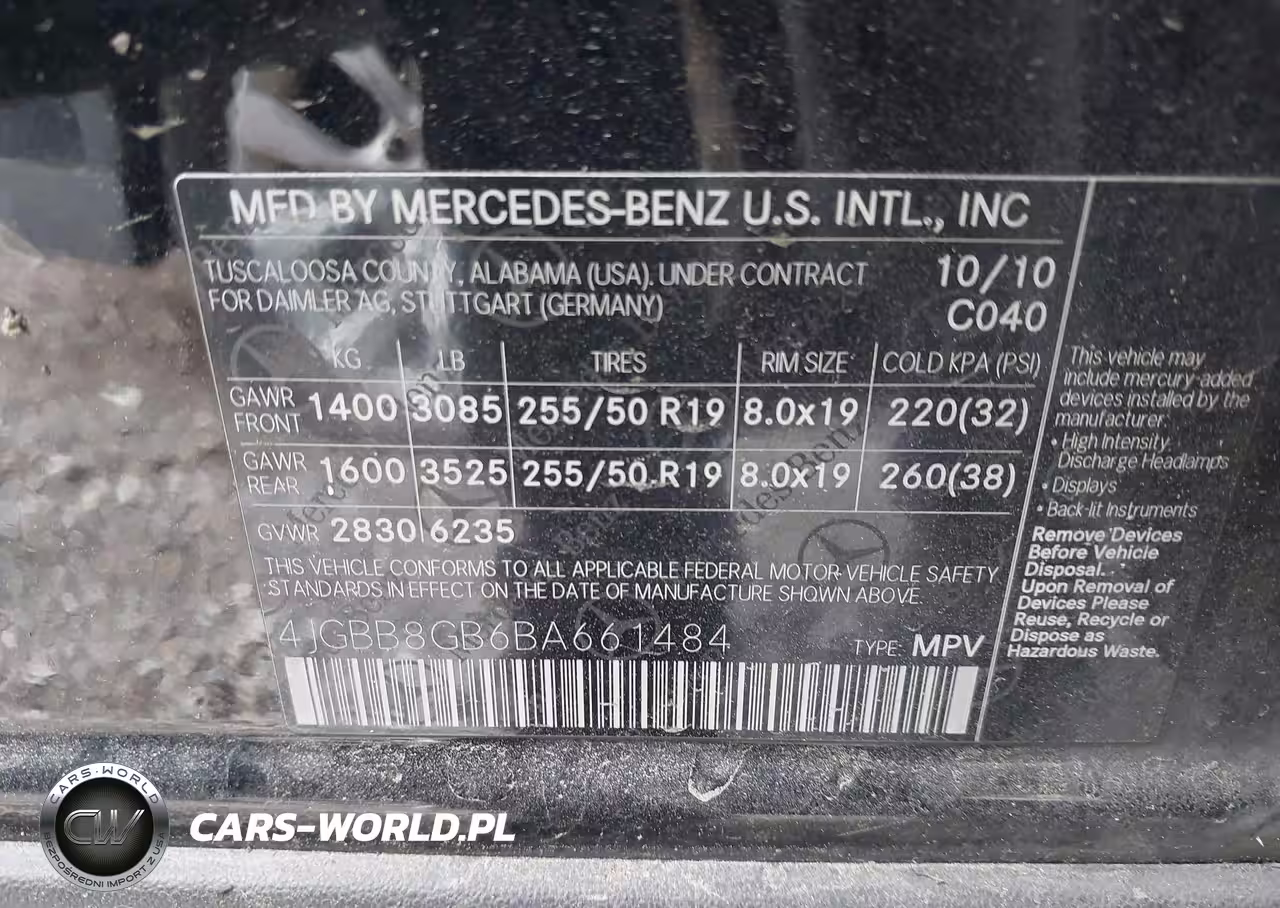 MFD BY MERCEDES-BENZ U.S. INTL., INC
TUSCALOOSA COUNTY, ALABAMA (USA). UNDER CONTRACT
FOR DAIMLER AG, STUTTGART (GERMANY)
10/10
C040
KG LB TIRES RIM SIZE COLD KPA (PSI)
GAWR
FRONT 1400 3085 255/50 R19 8.0x19 220(32)
GAWR
REAR 1600 3525 255/50 R19 8.0x19 260(38)
GVWR 2830 6235
THIS VEHICLE CONFORMS TO ALL APPLICABLE FEDERAL MOTOR VEHICLE SAFETY
STANDARDS IN EFFECT ON THE DATE OF MANUFACTURE SHOWN ABOVE.
4JGBB8GB6BA661484 TYPE: MPV
This vehicle may
include mercury-added
devices installed by the
manufacturer
• High Intensity
Discharge Headlamps
• Displays
• Back-lit Instruments
Remove Devices
Before Vehicle
Disposal.
Upon Removal of
Devices Please
Reuse, Recycle or
Dispose as
Hazardous Waste.
CARS-WORLD
CW
BEZPOŚREDNI IMPORT Z USA
CARS-WORLD.PL